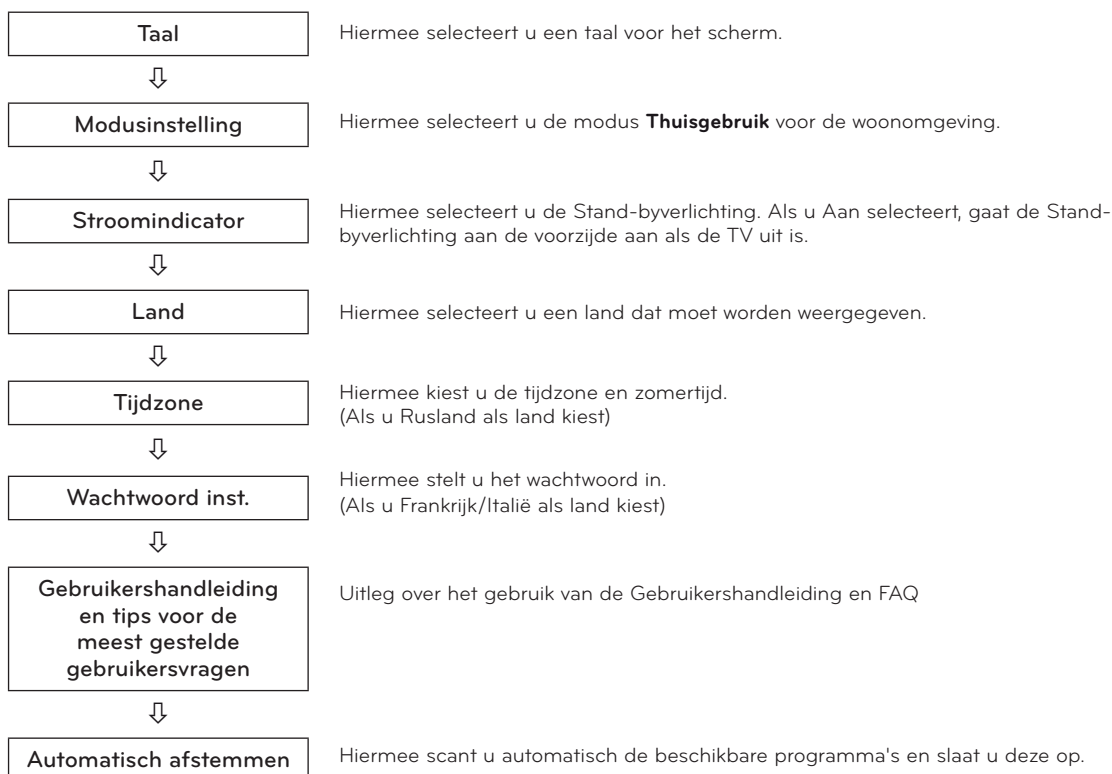 Taal
Hiermee selecteert u een taal voor het scherm.
Modusinstelling
Hiermee selecteert u de modus Thuisgebruik voor de woonomgeving.
Stroomindicator
Hiermee selecteert u de Stand-byverlichting. Als u Aan selecteert, gaat de Stand-
byverlichting aan de voorzijde aan als de TV uit is.
Land
Hiermee selecteert u een land dat moet worden weergegeven.
Tijdzone
Hiermee kiest u de tijdzone en zomertijd.
(Als u Rusland als land kiest)
Wachtwoord inst.
Hiermee stelt u het wachtwoord in.
(Als u Frankrijk/Italië als land kiest)
Gebruikershandleiding
en tips voor de
meest gestelde
gebruikersvragen
Uitleg over het gebruik van de Gebruikershandleiding en FAQ
Automatisch afstemmen
Hiermee scant u automatisch de beschikbare programma's en slaat u deze op.